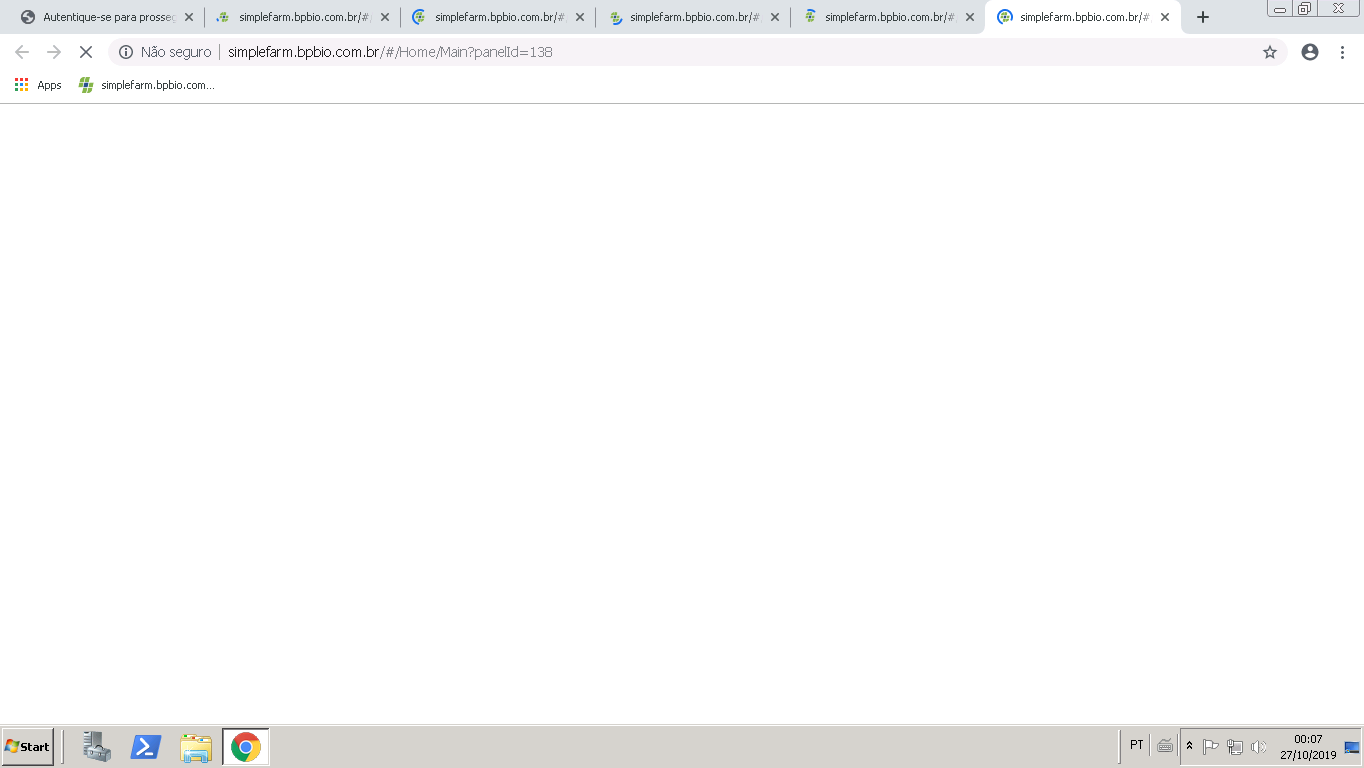 Autentique-se para prosseg
simplefarm.bpbio.com.br/#
simplefarm.bpbio.com.br/#
simplefarm.bpbio.com.br/#
simplefarm.bpbio.com.br/#
simplefarm.bpbio.com.br/#
Não seguro
simplefarm.bpbio.com.br/#/Home/Main?panelId=138
Apps
simplefarm.bpbio.com...
Start
PT
00:07
27/10/2019